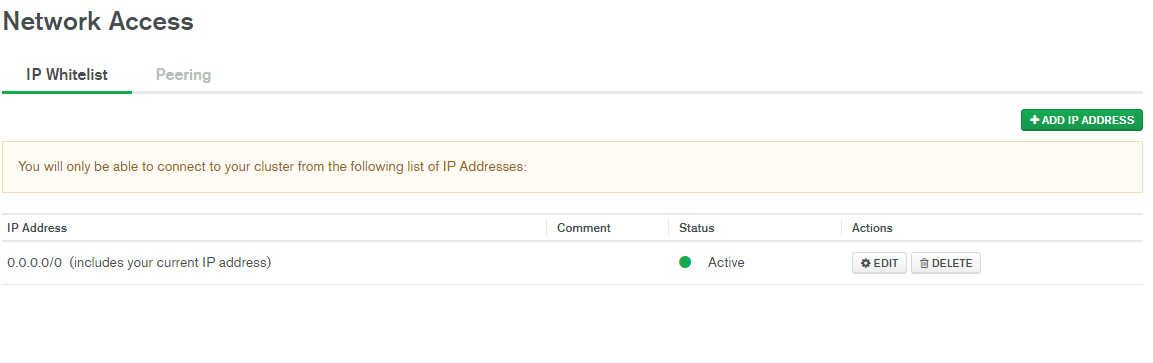 Network Access
IP Whitelist Peering
+ ADD IP ADDRESS
You will only be able to connect to your cluster from the following list of IP Addresses:
IP Address Comment Status Actions
0.0.0.0/0 (includes your current IP address) Active EDIT DELETE